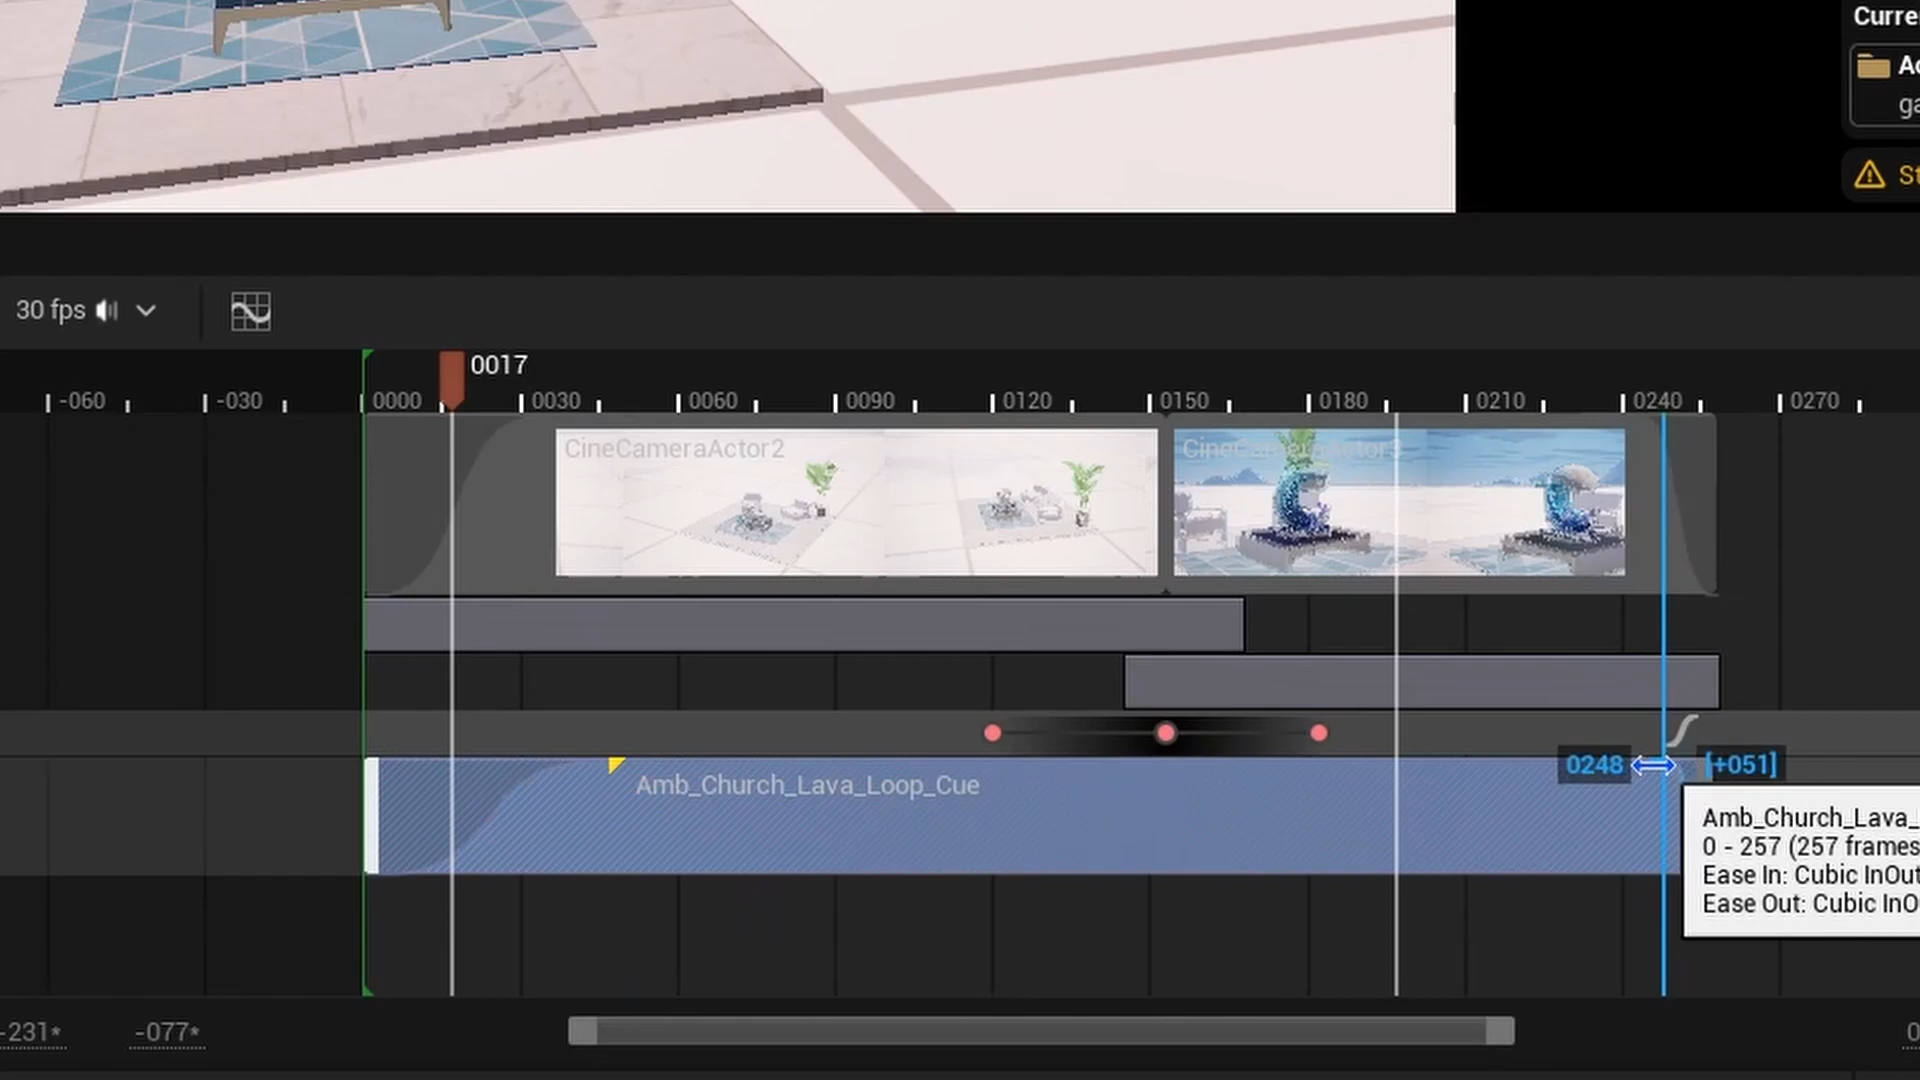 Curre
Ac
ga
St
30 fps
0017
-060
-030
0000
0030
0060
0090
0120
0150
0180
0210
0240
0270
CineCameraActor2
CineCameraActor3
0248
[+051]
Amb_Church_Lava_Loop_Cue
Amb_Church_Lava_
0 - 257 (257 frames
Ease In: Cubic InOut
Ease Out: Cubic InO
-231*
-077*
0